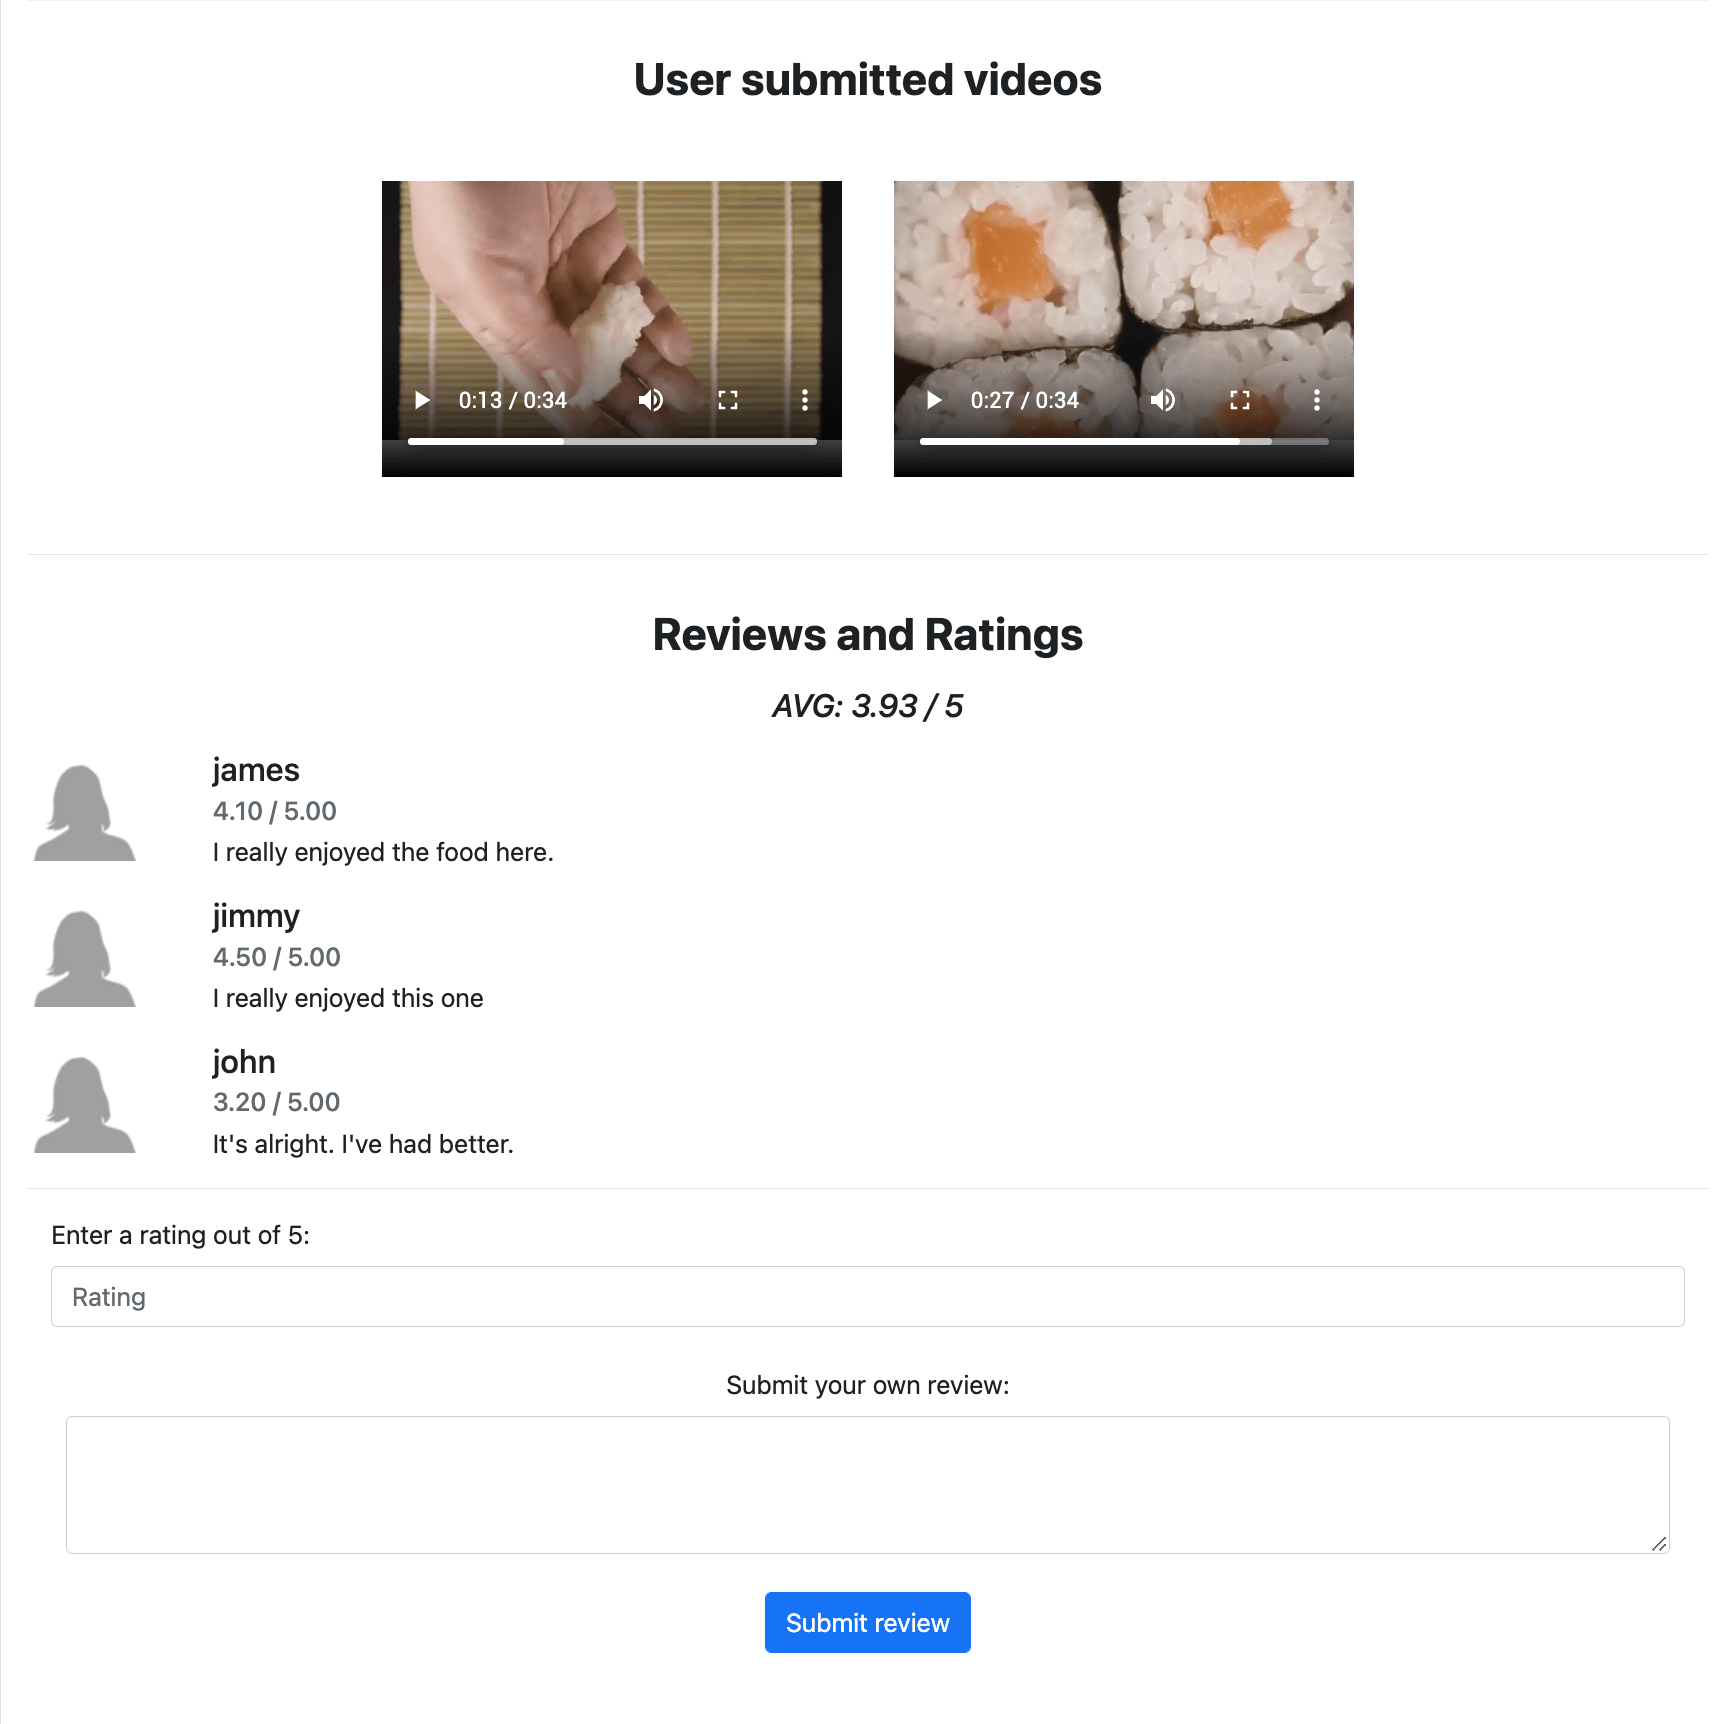 User submitted videos
0:13 / 0:34
0:27 / 0:34
Reviews and Ratings
AVG: 3.93 / 5
james
4.10 / 5.00
I really enjoyed the food here.
jimmy
4.50 / 5.00
I really enjoyed this one
john
3.20 / 5.00
It's alright. I've had better.
Enter a rating out of 5:
Rating
Submit your own review:
Submit review